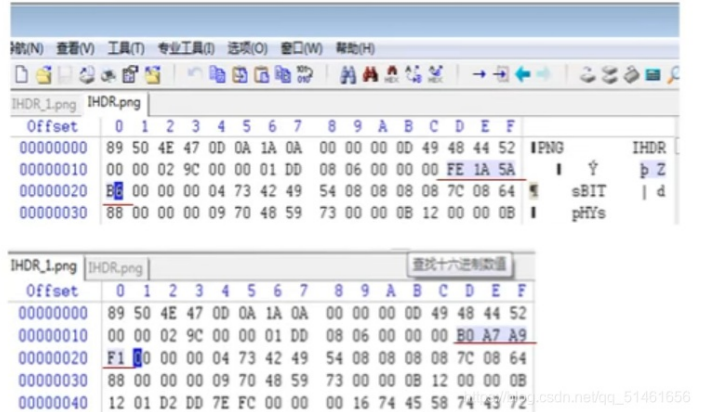 查看(V) 工具(T) 专业工具(I) 选项(O) 窗口(W) 帮助(H)
IHDR_1.png IHDR.png
Offset 0 1 2 3 4 5 6 7 8 9 A B C D E F
00000000 89 50 4E 47 0D 0A 1A 0A 00 00 00 0D 49 48 44 52 PNG IHDR
00000010 00 00 02 9C 00 00 01 DD 08 06 00 00 00 FE 1A 5A Ý þ Z
00000020 B6 00 00 00 04 73 42 49 54 08 08 08 08 7C 08 64 ¶ sBIT | d
00000030 88 00 00 00 09 70 48 59 73 00 00 0B 12 00 00 0B pHYs
IHDR_1.png IHDR.png 查找十六进制数值
Offset 0 1 2 3 4 5 6 7 8 9 A B C D E F
00000000 89 50 4E 47 0D 0A 1A 0A 00 00 00 0D 49 48 44 52
00000010 00 00 02 9C 00 00 01 DD 08 06 00 00 00 B0 A7 A9
00000020 F1 00 00 00 04 73 42 49 54 08 08 08 08 7C 08 64
00000030 88 00 00 00 09 70 48 59 73 00 00 0B 12 00 00 0B
00000040 12 01 D2 DD 7E FC 00 00 00 16 74 45 58 74 43 72
https://blog.csdn.net/qq_51461656